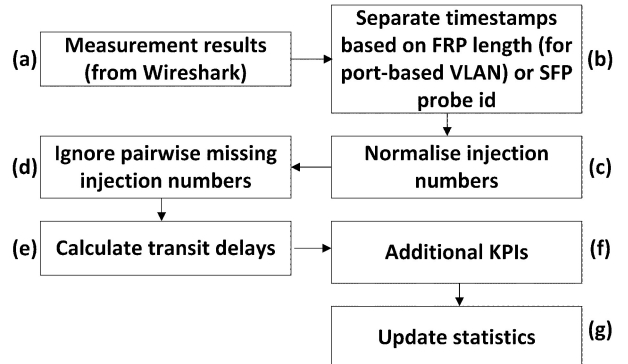 (a)
Measurement results
(from Wireshark)
Separate timestamps
based on FRP length (for
port-based VLAN) or SFP
probe id
(b)
(d)
Ignore pairwise missing
injection numbers
Normalise injection
numbers
(c)
(e)
Calculate transit delays
Additional KPIs
(f)
Update statistics
(g)